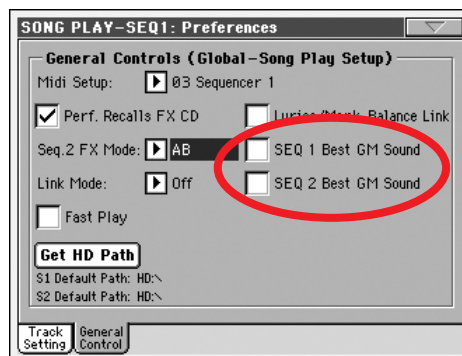 SONG PLAY-SEQ1: Preferences
General Controls (Global-Song Play Setup)
Midi Setup: 03 Sequencer 1
Perf. Recalls FX CD
Lyrics/Mark. Balance Link
Seq.2 FX Mode: AB
SEQ 1 Best GM Sound
Link Mode: Off
SEQ 2 Best GM Sound
Fast Play
Get HD Path
S1 Default Path: HD:\
S2 Default Path: HD:\
Track Setting
General Control